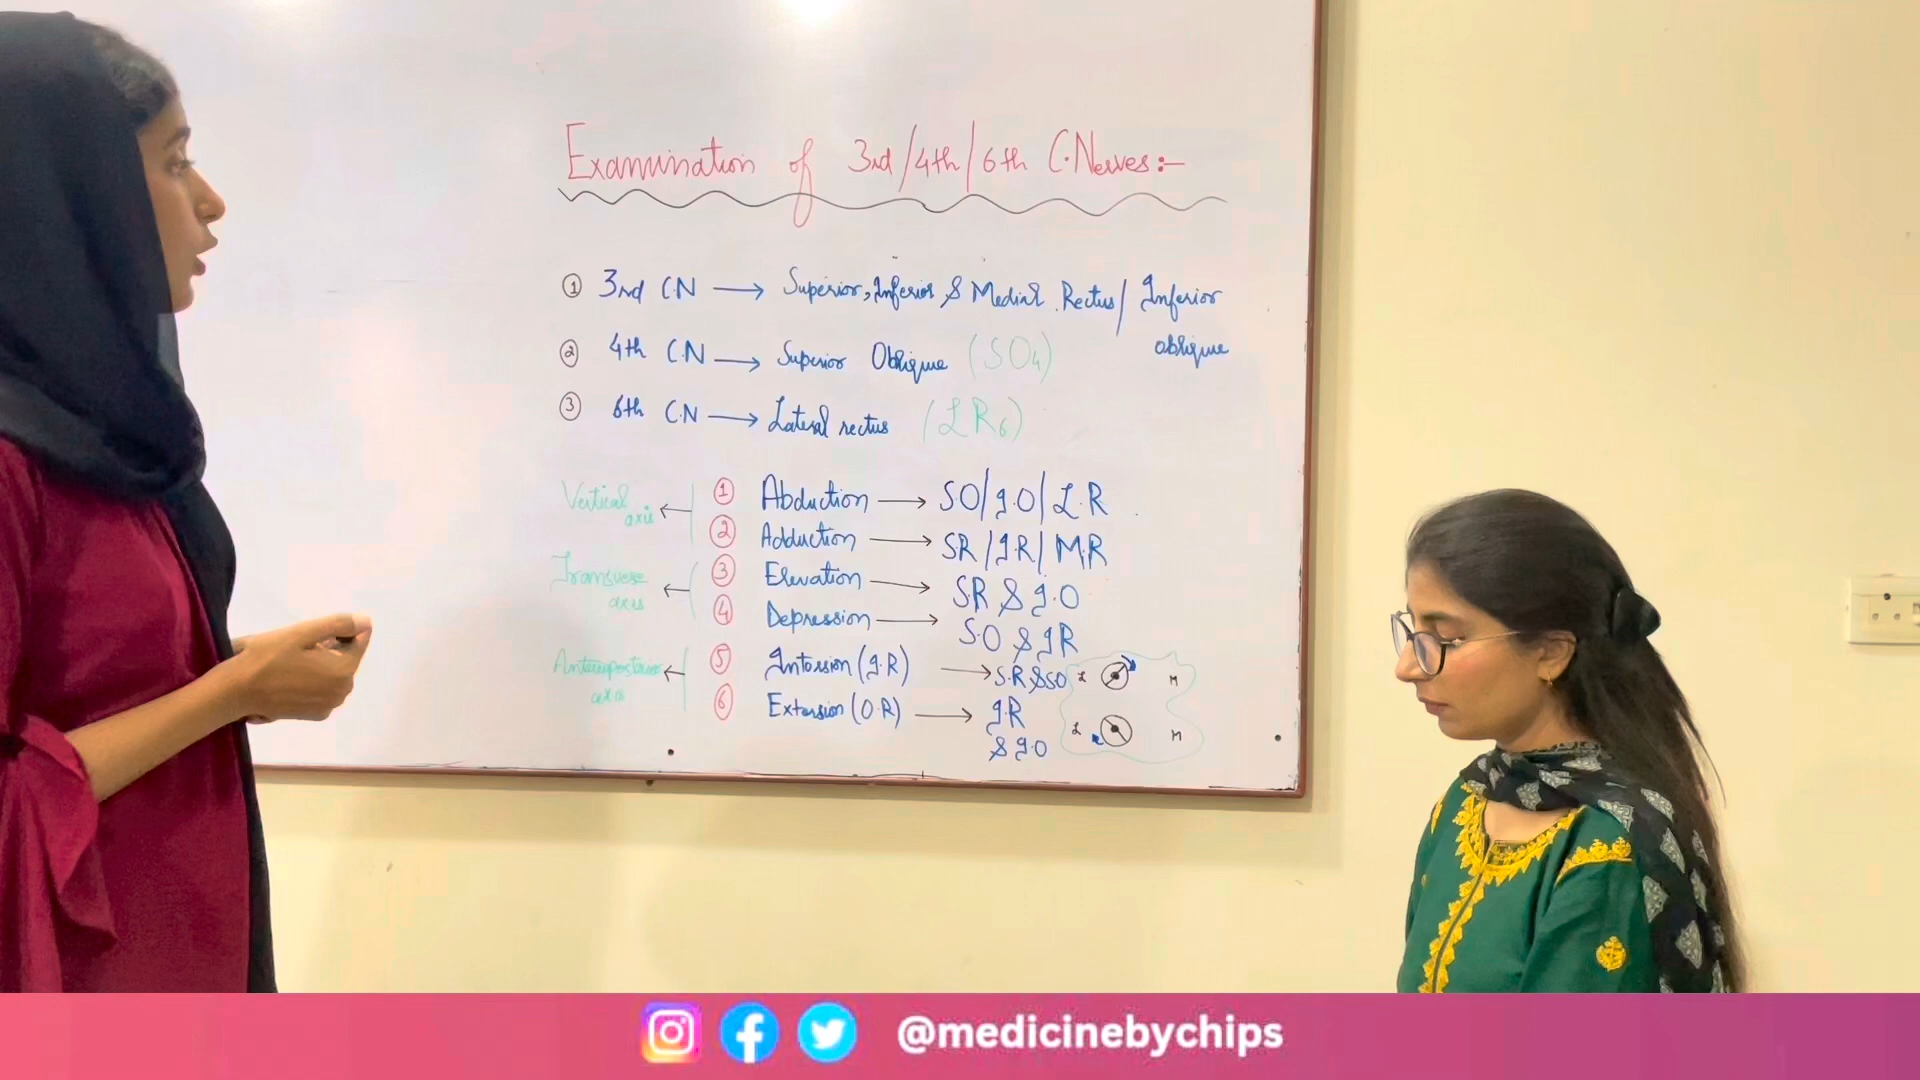 Examination of 3rd/4th/6th C.Nerves:-
① 3rd C.N → Superior, Inferior & Medial Rectus/ Inferior oblique
② 4th C.N → Superior Oblique (SO4)
③ 6th C.N → Lateral rectus (LR6)
Vertical axis ← ① Abduction → S.O/I.O/L.R
② Adduction → SR/I.R/M.R
Transverse axis ← ③ Elevation → S.R & I.O
④ Depression → S.O & I.R
Anteroposterior axis ← ⑤ Intorsion (I.R) → S.R & SO L M
⑥ Extorsion (O.R) → I.R & I.O L M
@medicinebychips